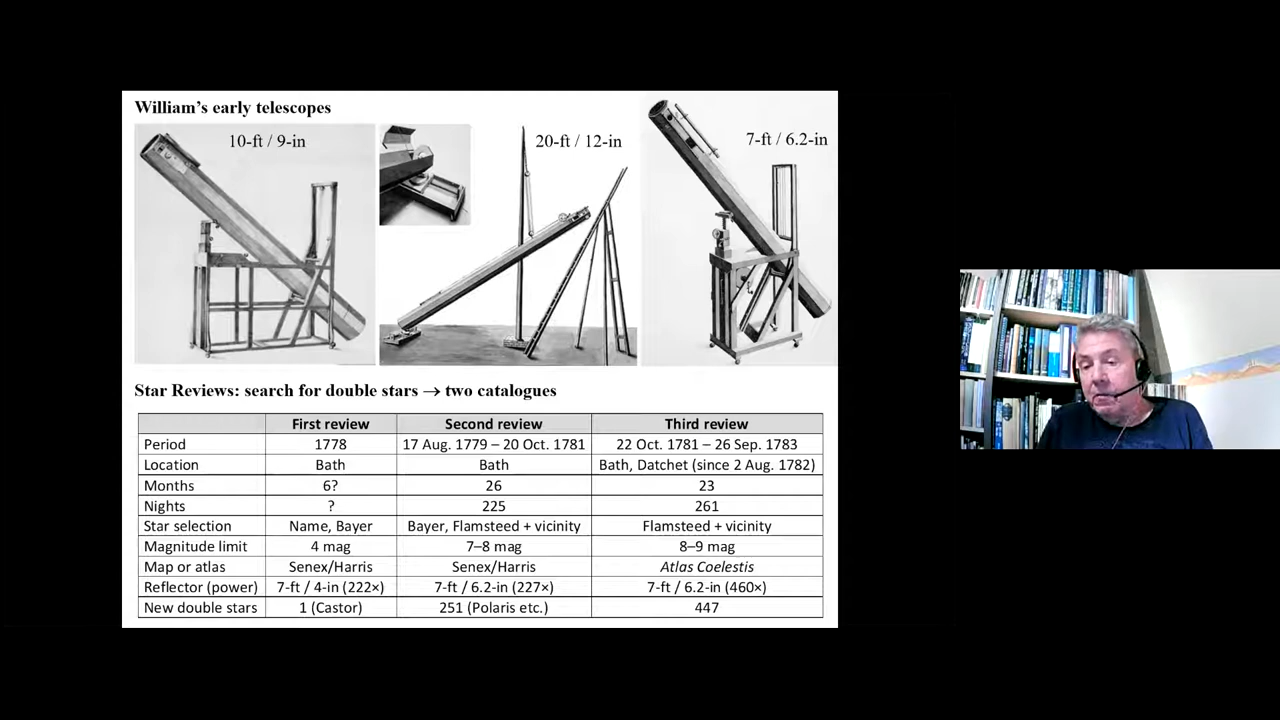 William's early telescopes
10-ft / 9-in
20-ft / 12-in
7-ft / 6.2-in
Star Reviews: search for double stars → two catalogues
First review Second review Third review
Period 1778 17 Aug. 1779 – 20 Oct. 1781 22 Oct. 1781 – 26 Sep. 1783
Location Bath Bath Bath, Datchet (since 2 Aug. 1782)
Months 6? 26 23
Nights ? 225 261
Star selection Name, Bayer Bayer, Flamsteed + vicinity Flamsteed + vicinity
Magnitude limit 4 mag 7–8 mag 8–9 mag
Map or atlas Senex/Harris Senex/Harris Atlas Coelestis
Reflector (power) 7-ft / 4-in (222×) 7-ft / 6.2-in (227×) 7-ft / 6.2-in (460×)
New double stars 1 (Castor) 251 (Polaris etc.) 447